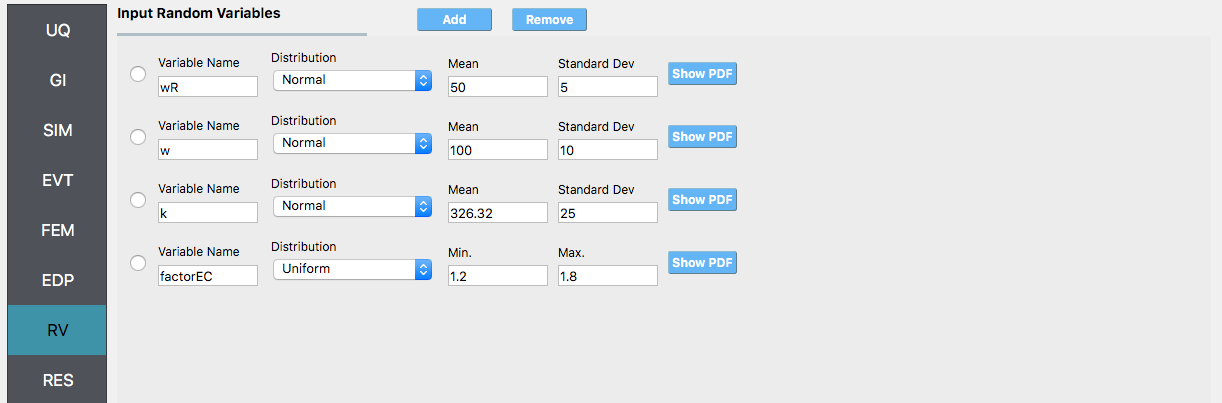 UQ
GI
SIM
EVT
FEM
EDP
RV
RES
Input Random Variables
Add
Remove
Variable Name Distribution Mean Standard Dev
wR Normal 50 5 Show PDF
Variable Name Distribution Mean Standard Dev
w Normal 100 10 Show PDF
Variable Name Distribution Mean Standard Dev
k Normal 326.32 25 Show PDF
Variable Name Distribution Min. Max.
factorEC Uniform 1.2 1.8 Show PDF